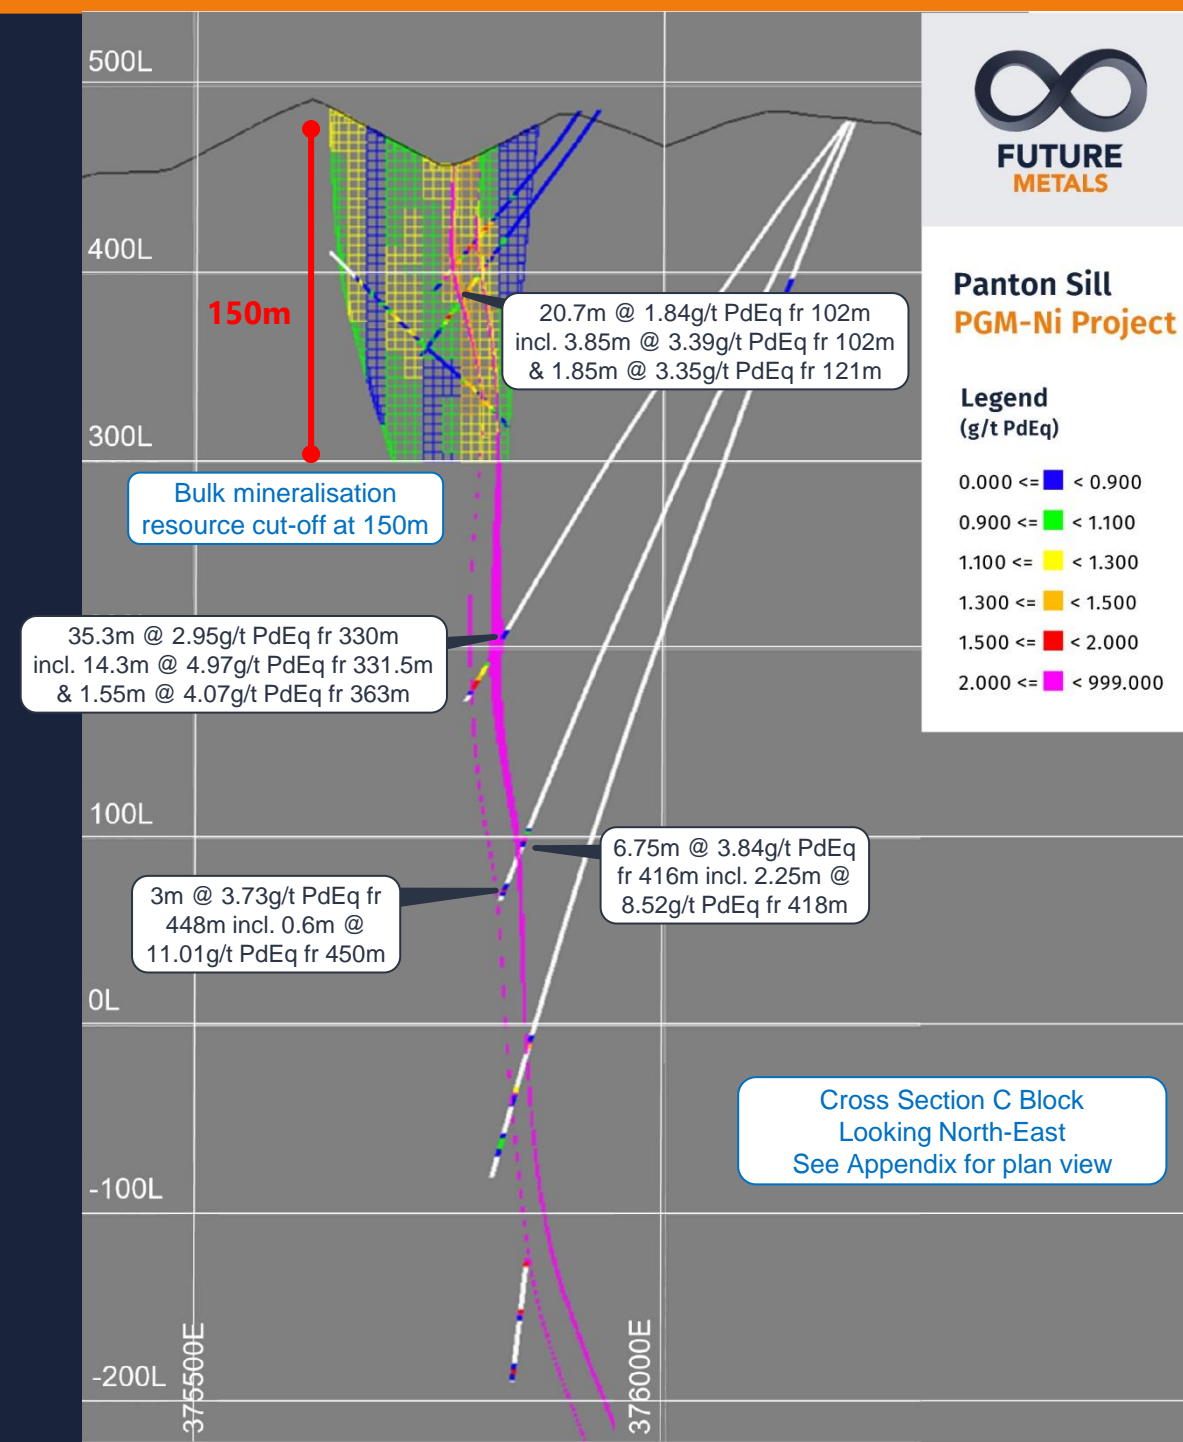 500L
400L
300L
100L
0L
-100L
-200L
375500E
376000E
150m
20.7m @ 1.84g/t PdEq fr 102m
incl. 3.85m @ 3.39g/t PdEq fr 102m
& 1.85m @ 3.35g/t PdEq fr 121m
Bulk mineralisation
resource cut-off at 150m
35.3m @ 2.95g/t PdEq fr 330m
incl. 14.3m @ 4.97g/t PdEq fr 331.5m
& 1.55m @ 4.07g/t PdEq fr 363m
6.75m @ 3.84g/t PdEq
fr 416m incl. 2.25m @
8.52g/t PdEq fr 418m
3m @ 3.73g/t PdEq fr
448m incl. 0.6m @
11.01g/t PdEq fr 450m
Cross Section C Block
Looking North-East
See Appendix for plan view
FUTURE
METALS
Panton Sill
PGM-Ni Project
Legend
(g/t PdEq)
0.000 <= < 0.900
0.900 <= < 1.100
1.100 <= < 1.300
1.300 <= < 1.500
1.500 <= < 2.000
2.000 <= < 999.000